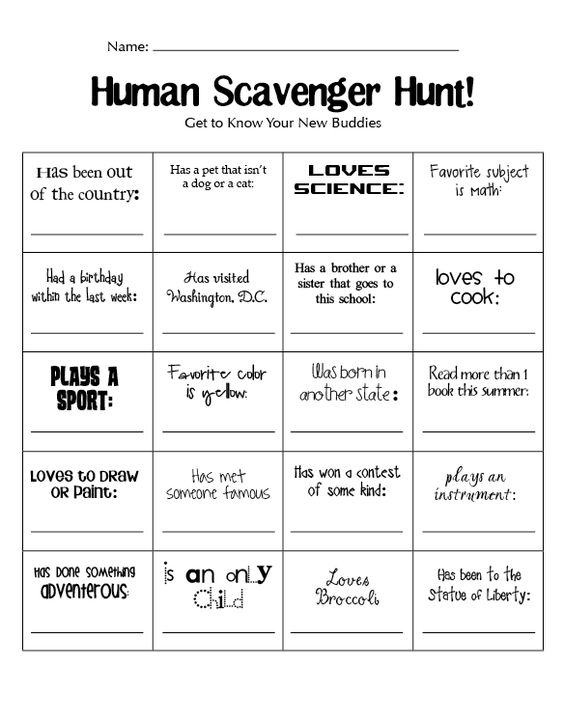 Name:
Human Scavenger Hunt!
Get to Know Your New Buddies
Has been out
of the country:
Has a pet that isn't
a dog or a cat:
LOVES
SCIENCE:
Favorite subject
is math:
Had a birthday
within the last week:
Has visited
Washington, D.C.
Has a brother or a
sister that goes to
this school:
loves to
cook:
PLAYS A
SPORT:
Favorite color
is yellow:
Was born in
another state:
Read more than 1
book this summer:
Loves to draw
or paint:
Has met
someone famous
Has won a contest
of some kind:
plays an
instrument:
Has done something
adventerous:
is an only
child
Loves
Broccoli
Has been to the
Statue of Liberty: